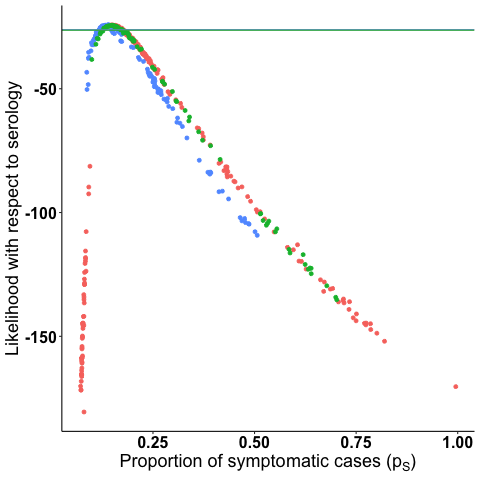 Likelihood with respect to serology
-50
-100
-150
0.25 0.50 0.75 1.00
Proportion of symptomatic cases (pS)